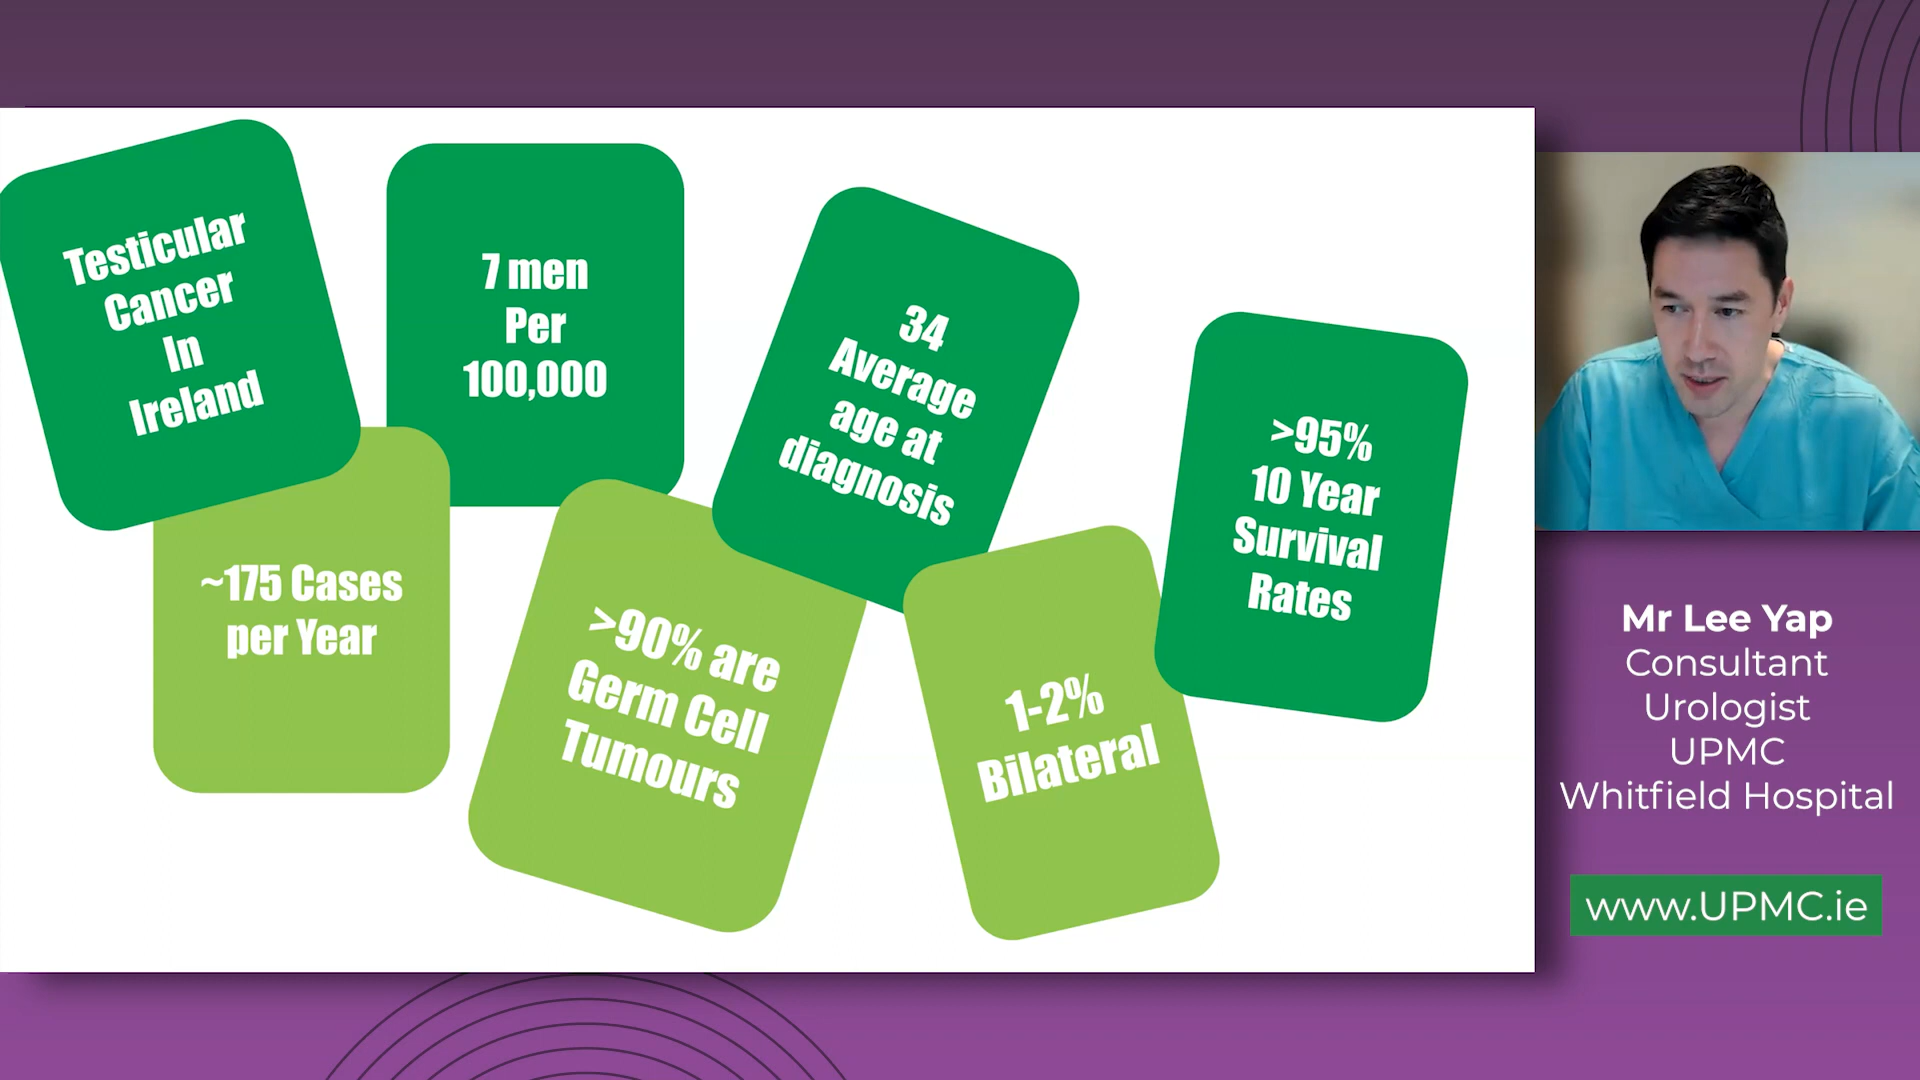 Testicular
Cancer
In
Ireland
~175 Cases
per Year
7 men
Per
100,000
>90% are
Germ Cell
Tumours
34
Average
age at
diagnosis
1-2%
Bilateral
>95%
10 Year
Survival
Rates
Mr Lee Yap
Consultant
Urologist
UPMC
Whitfield Hospital
www.UPMC.ie